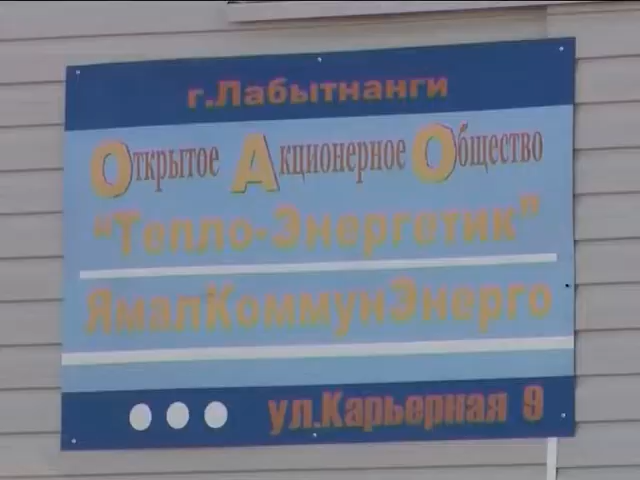 г.Лабытнанги
Открытое Акционерное Общество
"Тепло-Энергетик"
ЯмалКоммунЭнерго
ул.Карьерная 9